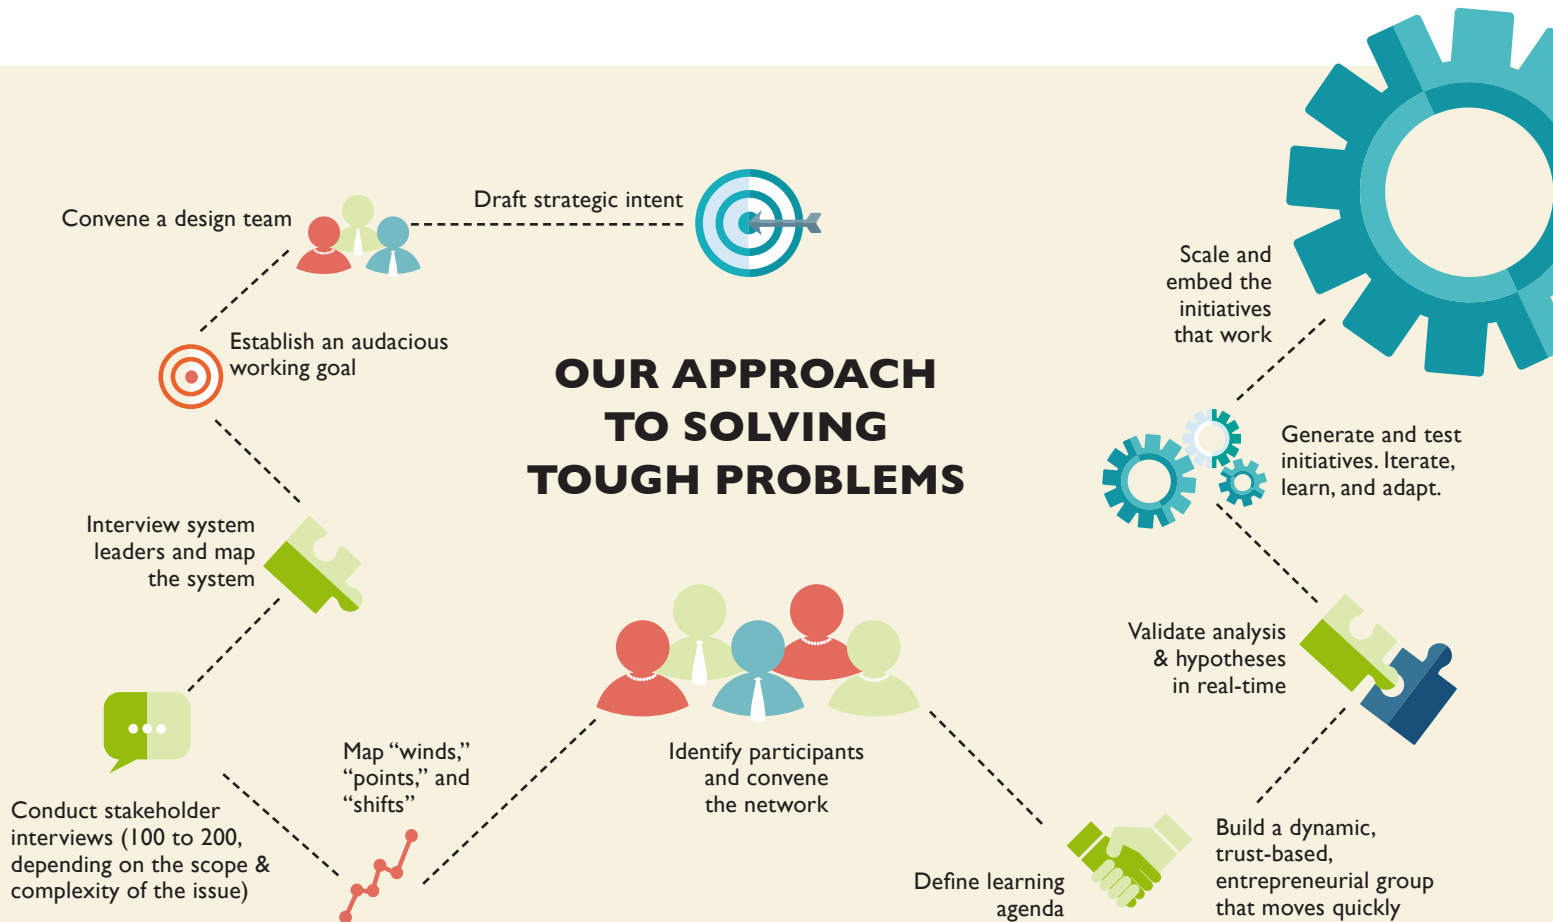 OUR APPROACH
TO SOLVING
TOUGH PROBLEMS
Draft strategic intent
Convene a design team
Establish an audacious
working goal
Interview system
leaders and map
the system
Conduct stakeholder
interviews (100 to 200,
depending on the scope &
complexity of the issue)
Map “winds,”
“points,” and
“shifts”
Identify participants
and convene
the network
Define learning
agenda
Build a dynamic,
trust-based,
entrepreneurial group
that moves quickly
Validate analysis
& hypotheses
in real-time
Generate and test
initiatives. Iterate,
learn, and adapt.
Scale and
embed the
initiatives
that work